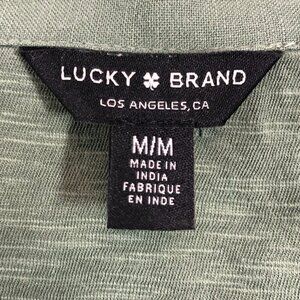 LUCKY BRAND
LOS ANGELES, CA
M/M
MADE IN
INDIA
FABRIQUE
EN INDE